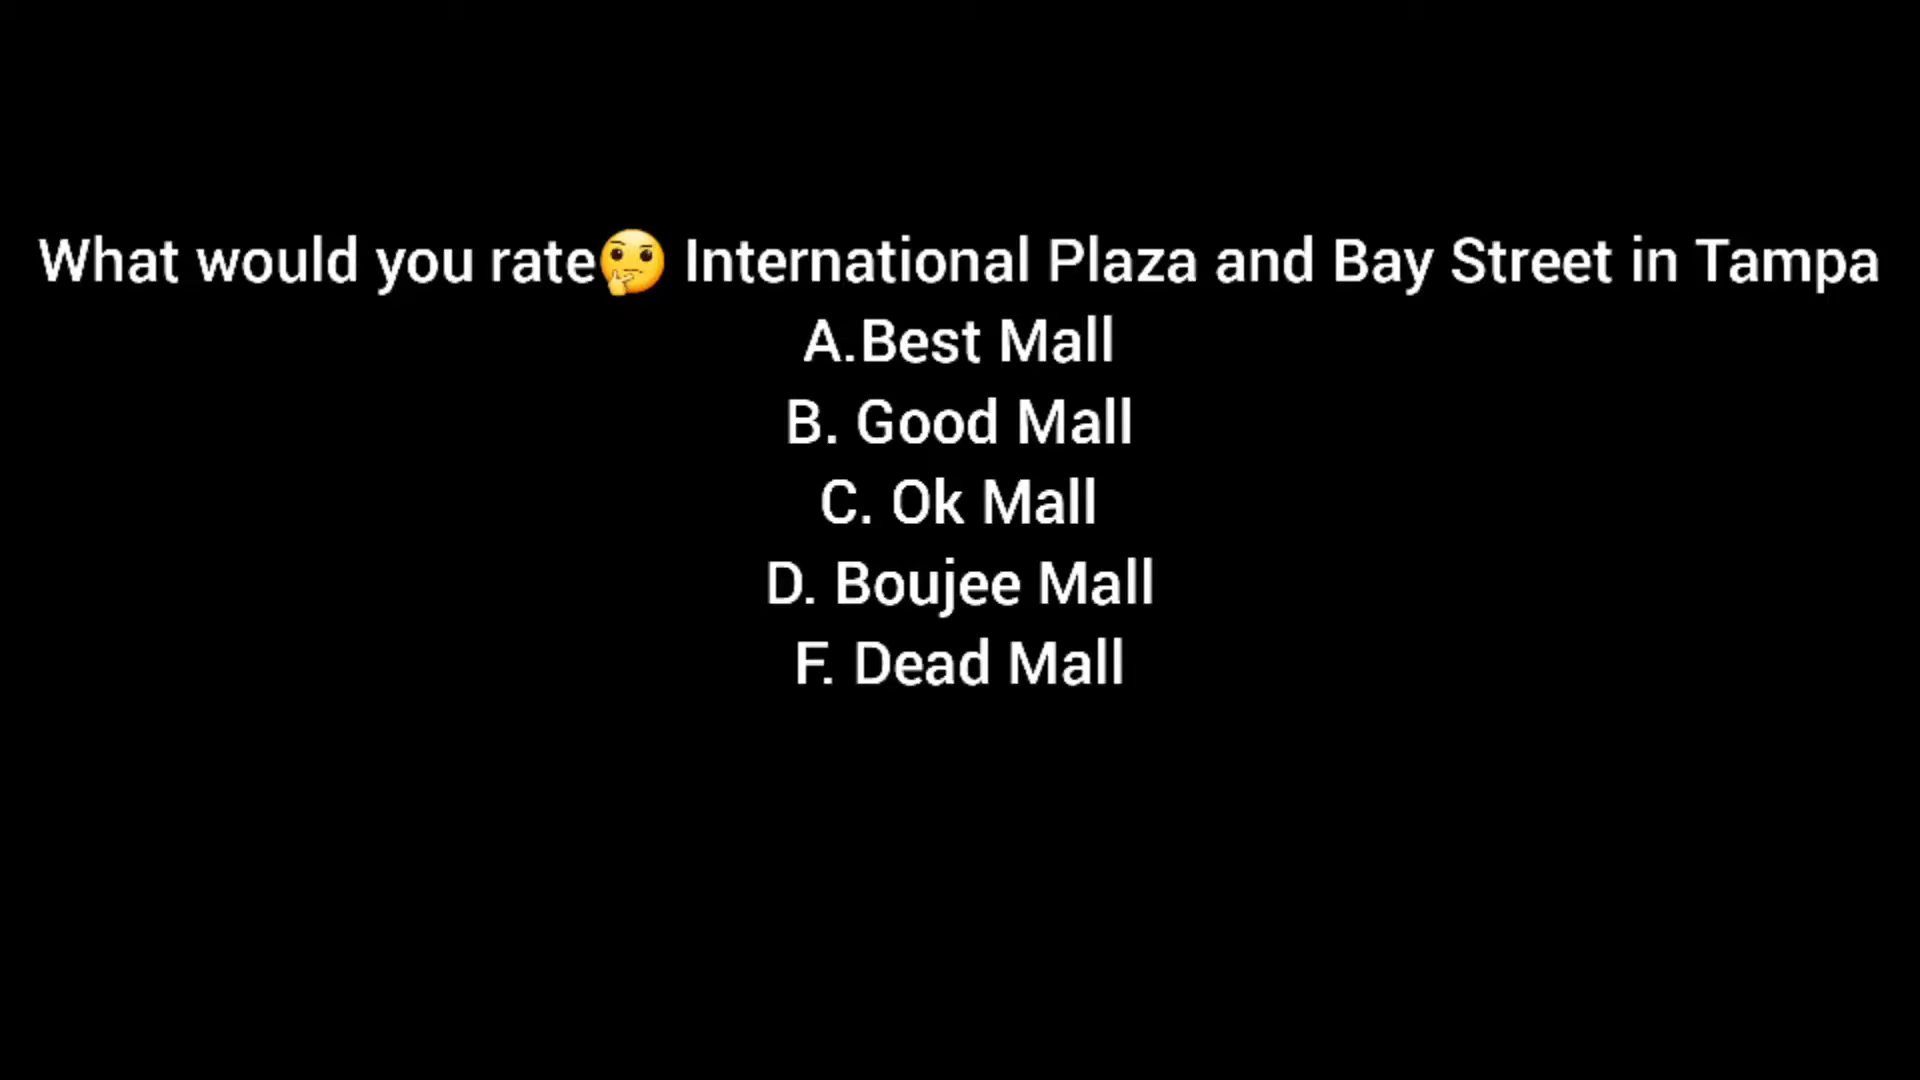 What would you rate🤔 International Plaza and Bay Street in Tampa
A.Best Mall
B. Good Mall
C. Ok Mall
D. Boujee Mall
F. Dead Mall